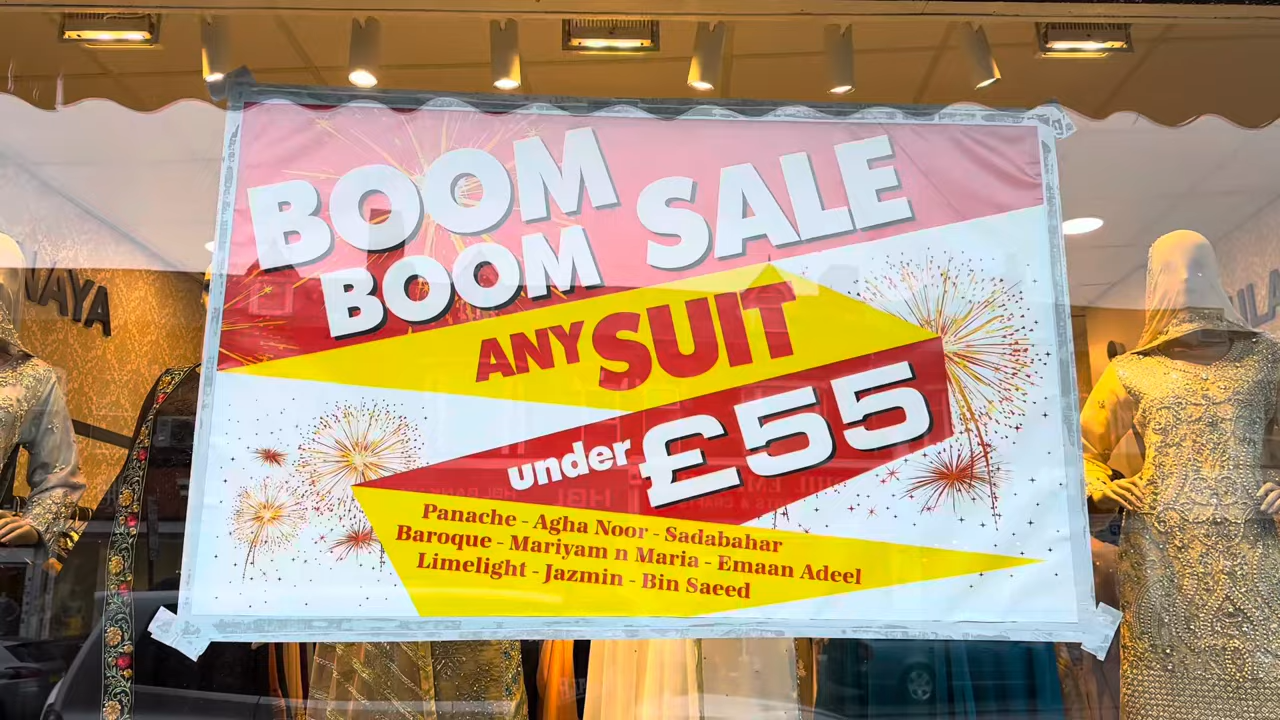 BOOM
BOOM SALE
ANY SUIT
under £55
Panache - Agha Noor - Sadabahar
Baroque - Mariyam n Maria - Emaan Adeel
Limelight - Jazmin - Bin Saeed
NAYA
HBL